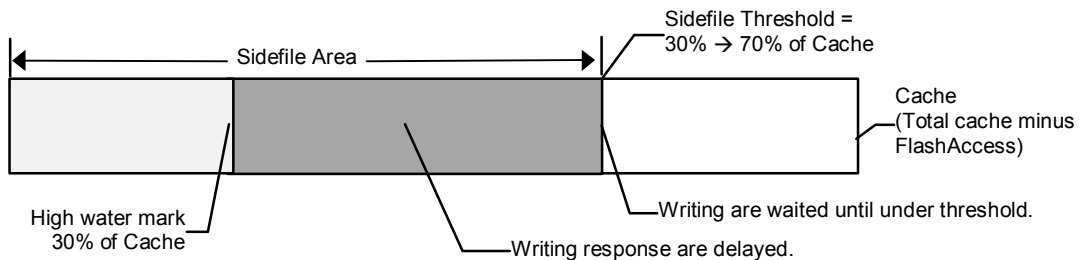 Sidefile Threshold =
30% → 70% of Cache
Sidefile Area
Cache
(Total cache minus
FlashAccess)
High water mark
30% of Cache
Writing are waited until under threshold.
Writing response are delayed.